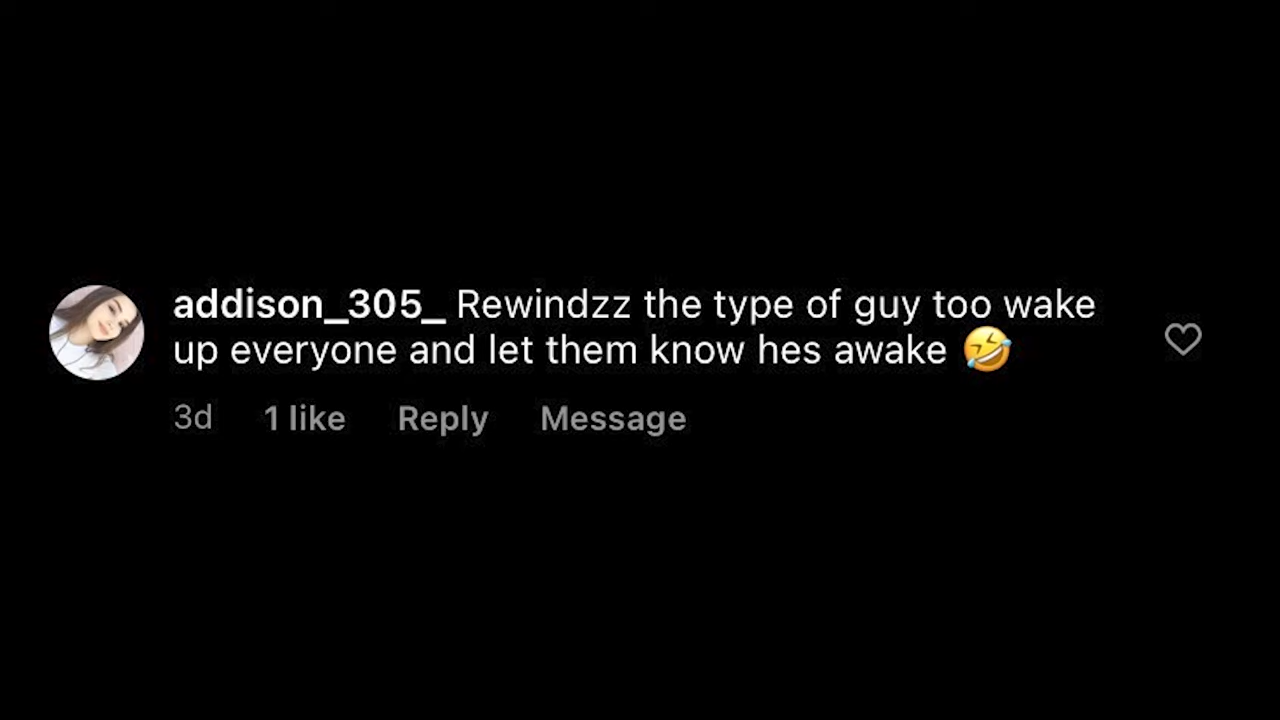 addison_305_ Rewindzz the type of guy too wake
up everyone and let them know hes awake 🤣
3d 1 like Reply Message